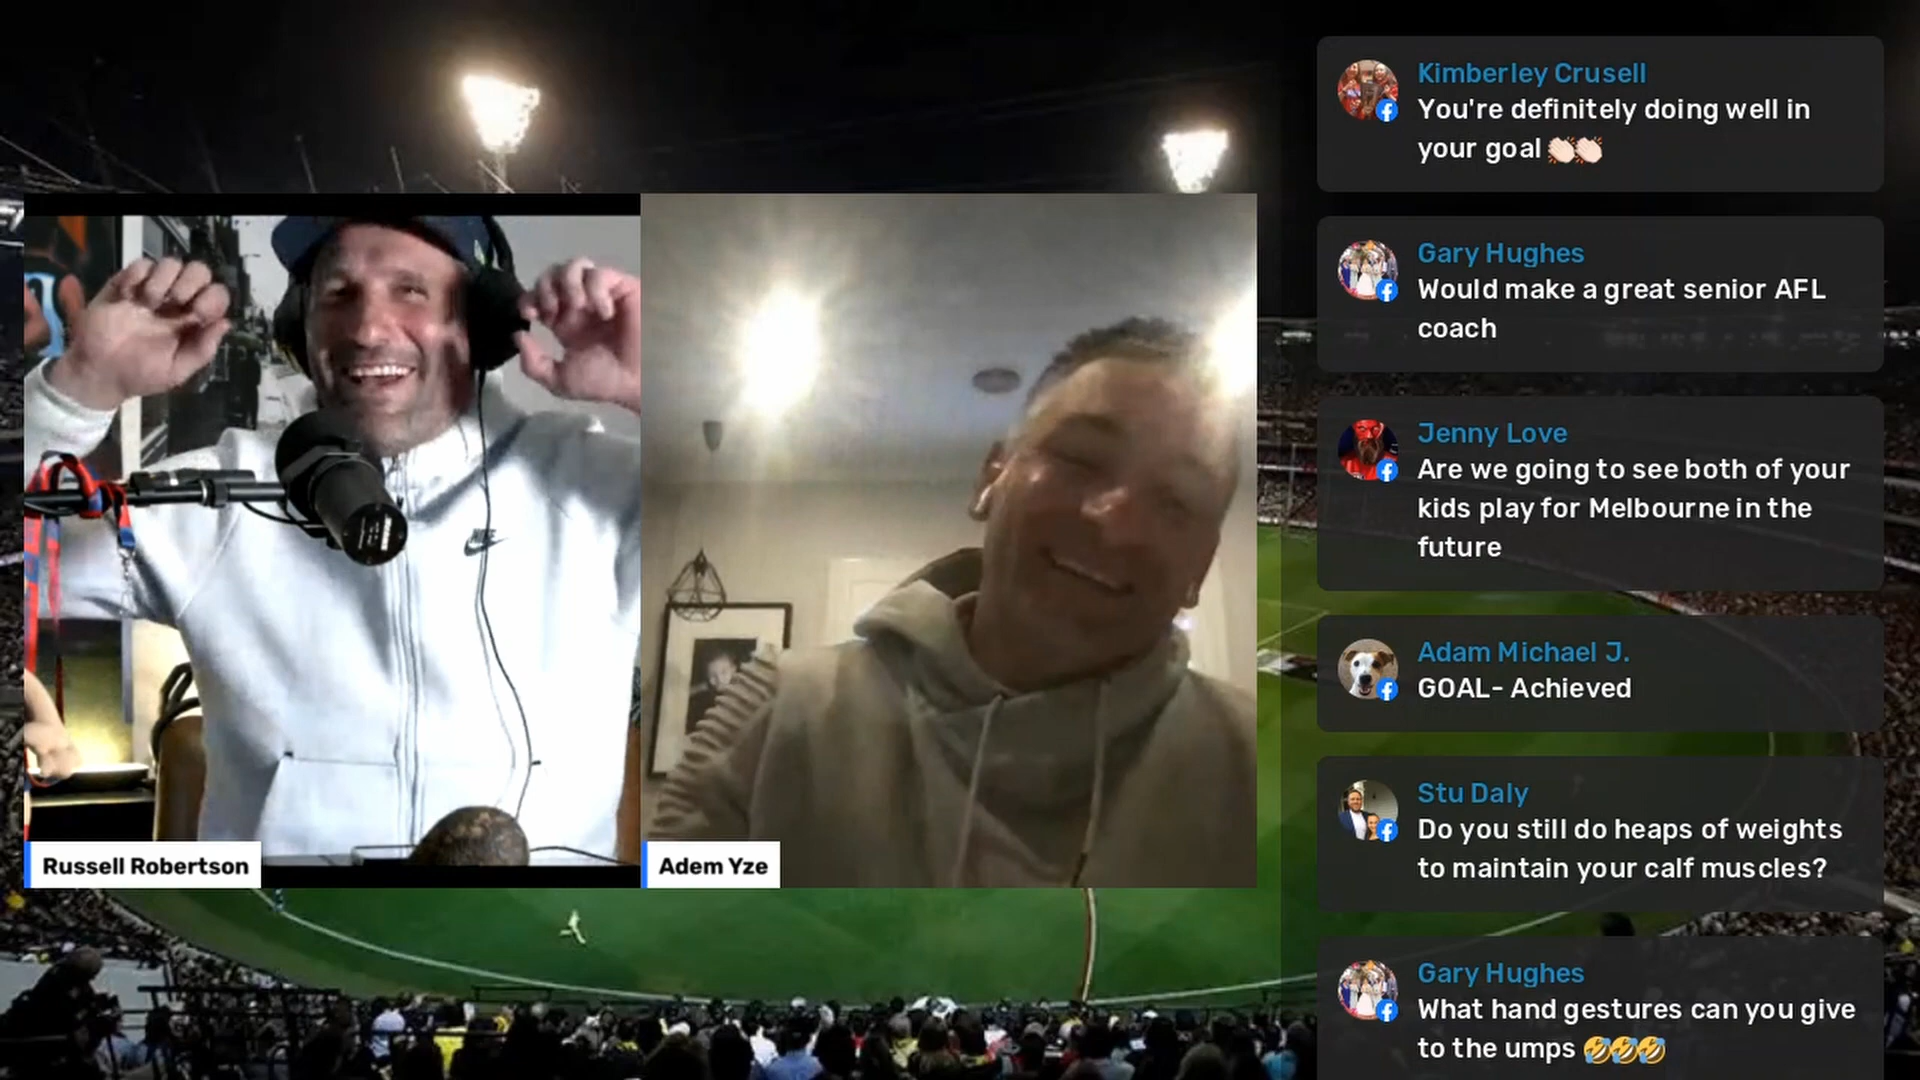 Kimberley Crusell
You're definitely doing well in
your goal 👏🏻👏🏻
Gary Hughes
Would make a great senior AFL
coach
Jenny Love
Are we going to see both of your
kids play for Melbourne in the
future
Adam Michael J.
GOAL- Achieved
Stu Daly
Do you still do heaps of weights
to maintain your calf muscles?
Gary Hughes
What hand gestures can you give
to the umps 🤣🤣🤣
Russell Robertson
Adem Yze